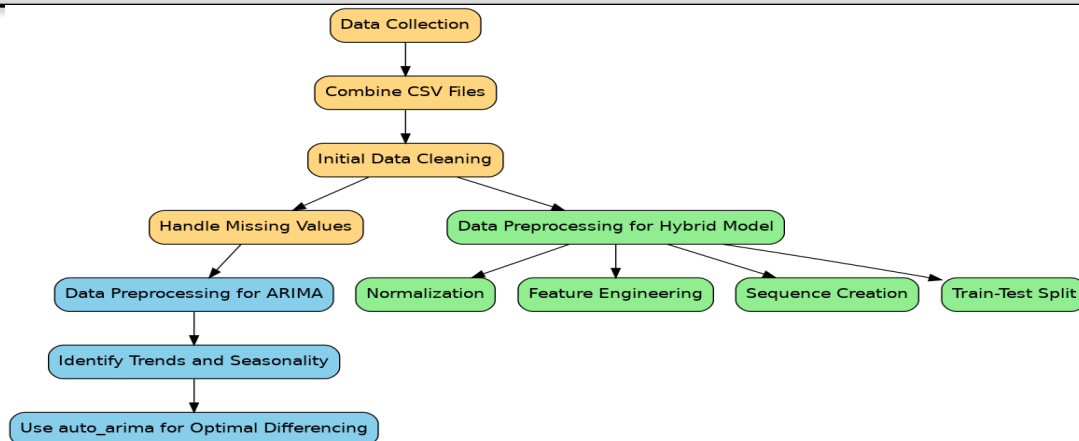 Data Collection
Combine CSV Files
Initial Data Cleaning
Handle Missing Values
Data Preprocessing for Hybrid Model
Data Preprocessing for ARIMA
Normalization
Feature Engineering
Sequence Creation
Train-Test Split
Identify Trends and Seasonality
Use auto_arima for Optimal Differencing